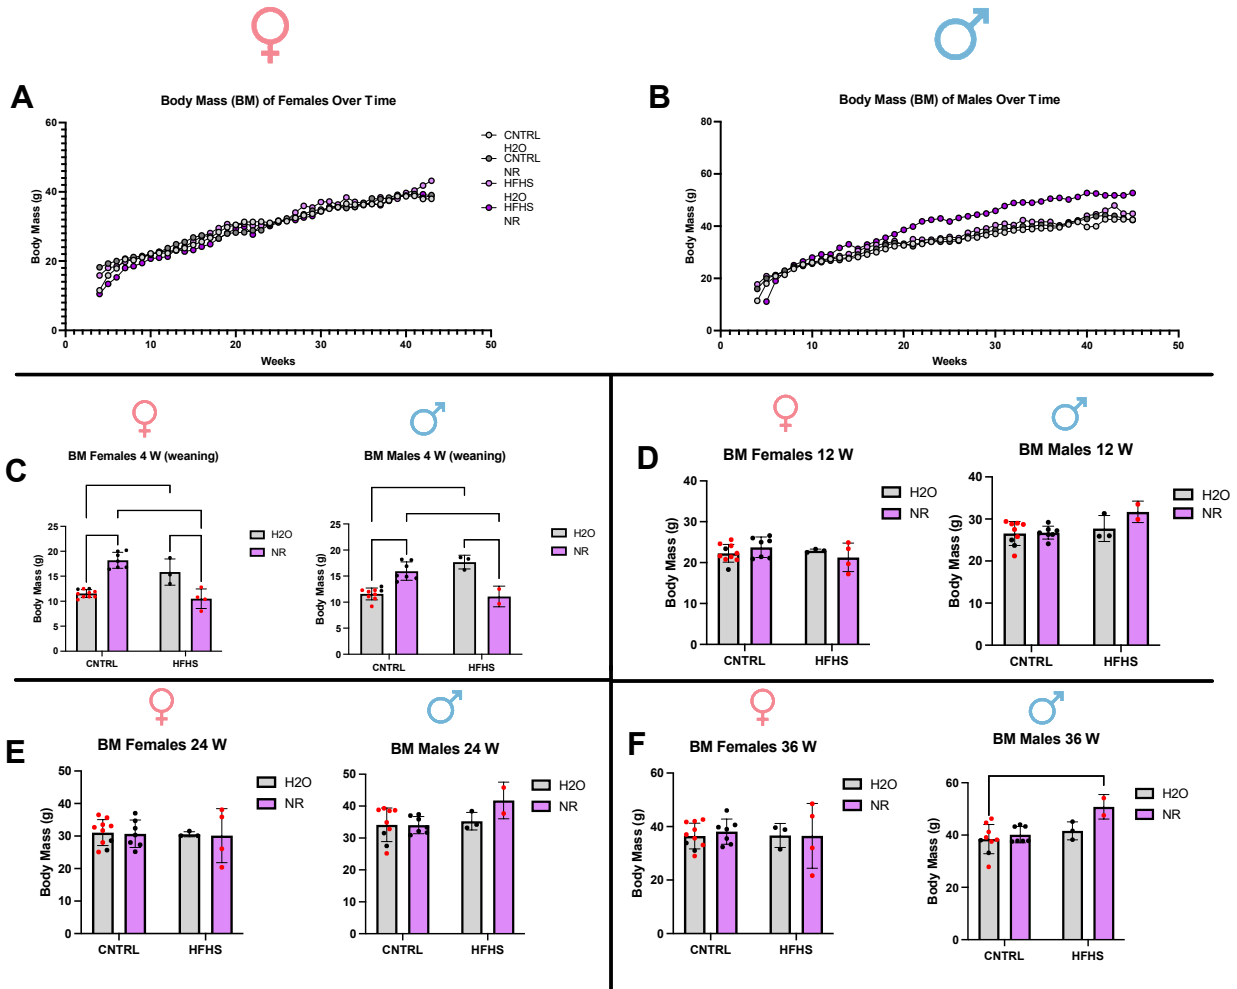 A
Body Mass (BM) of Females Over Time
Body Mass (g)
60
40
20
0
0 10 20 30 40 50
Weeks
CNTRL
H2O
CNTRL
NR
HFHS
H2O
HFHS
NR
B
Body Mass (BM) of Males Over Time
Body Mass (g)
80
60
40
20
0
0 10 20 30 40 50
Weeks
C
BM Females 4 W (weaning)
Body Mass (g)
25
20
15
10
5
0
CNTRL HFHS
H2O
NR
BM Males 4 W (weaning)
Body Mass (g)
25
20
15
10
5
0
CNTRL HFHS
H2O
NR
D
BM Females 12 W
Body Mass (g)
40
30
20
10
0
CNTRL HFHS
H2O
NR
BM Males 12 W
Body Mass (g)
40
30
20
10
0
CNTRL HFHS
H2O
NR
E
BM Females 24 W
Body Mass (g)
50
40
30
20
10
0
CNTRL HFHS
H2O
NR
BM Males 24 W
Body Mass (g)
50
40
30
20
10
0
CNTRL HFHS
H2O
NR
F
BM Females 36 W
Body Mass (g)
60
40
20
0
CNTRL HFHS
H2O
NR
BM Males 36 W
Body Mass (g)
60
40
20
0
CNTRL HFHS
H2O
NR